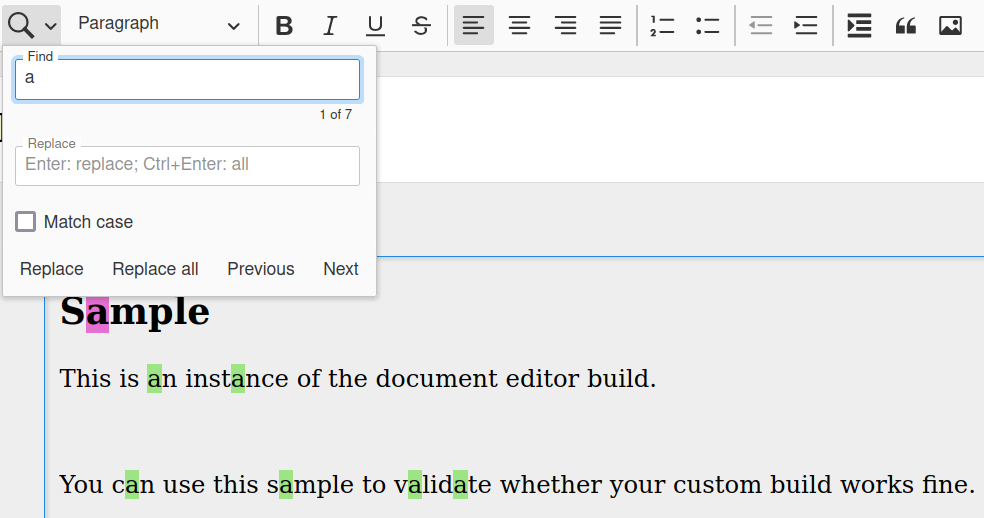 Paragraph
Find
a
1 of 7
Replace
Enter: replace; Ctrl+Enter: all
Match case
Replace Replace all Previous Next
Sample
This is an instance of the document editor build.
You can use this sample to validate whether your custom build works fine.